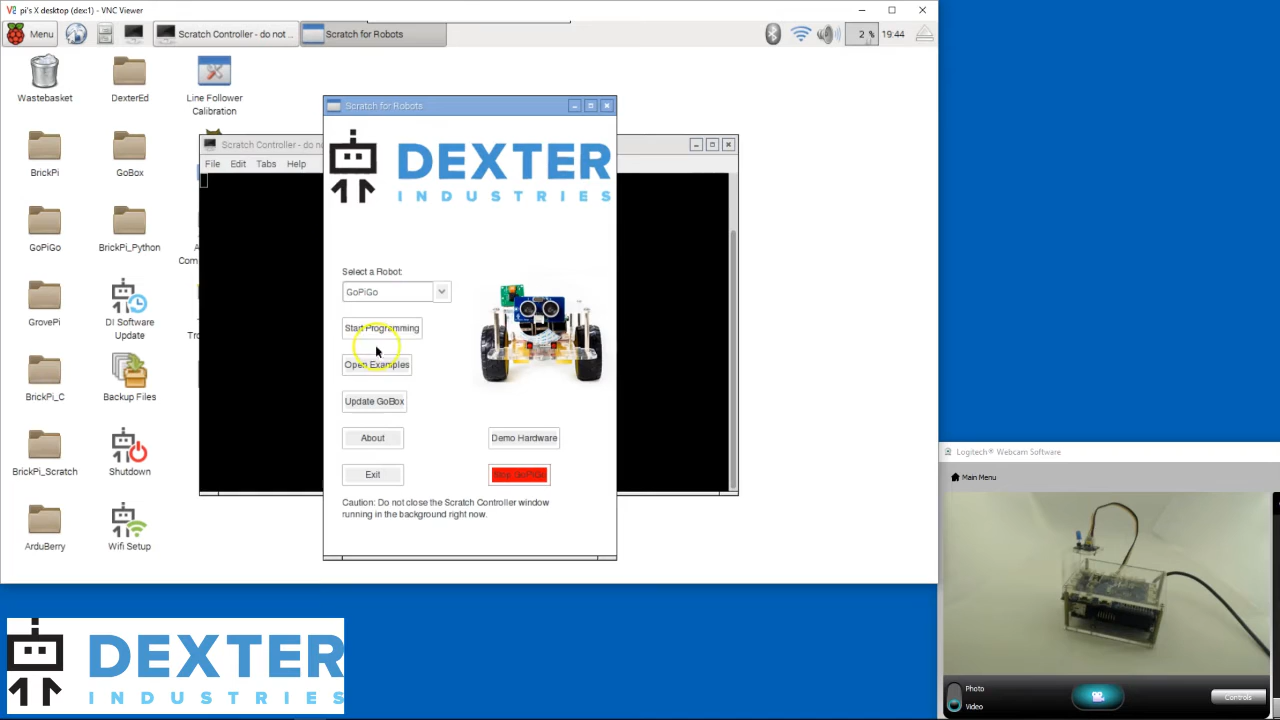 pi's X desktop (dex:1) - VNC Viewer
Menu
Scratch Controller - do not ...
Scratch for Robots
2 %
19:44
Wastebasket
DexterEd
Line Follower
Calibration
BrickPi
GoBox
GoPiGo
BrickPi_Python
GrovePi
DI Software
Update
BrickPi_C
Backup Files
BrickPi_Scratch
Shutdown
ArduBerry
Wifi Setup
Scratch Controller - do
File Edit Tabs Help
Scratch for Robots
DEXTER
INDUSTRIES
Select a Robot:
GoPiGo
Start Programming
Open Examples
Update GoBox
About
Demo Hardware
Exit
Stop GoPiGo
Caution: Do not close the Scratch Controller window
running in the background right now.
DEXTER
INDUSTRIES
Logitech® Webcam Software
Main Menu
Photo
Video
Controls